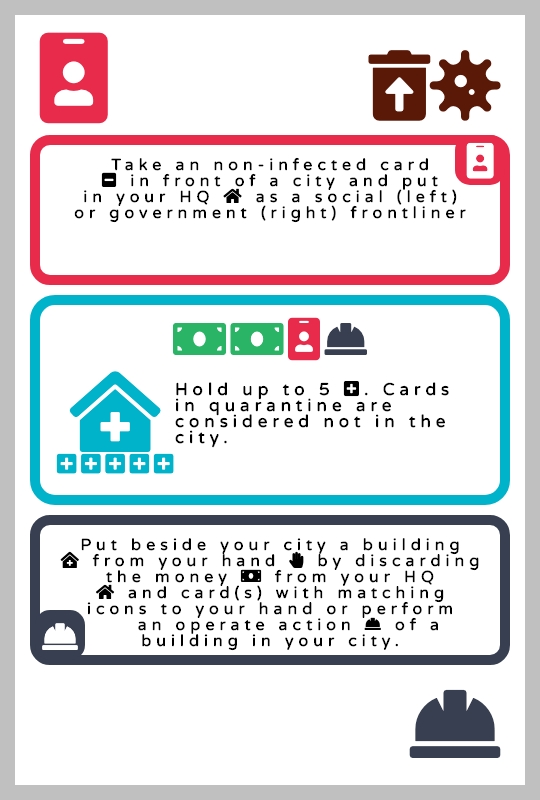 Take an non-infected card
in front of a city and put
in your HQ as a social (left)
or government (right) frontliner
Hold up to 5 . Cards
in quarantine are
considered not in the
city.
Put beside your city a building
from your hand by discarding
the money from your HQ
and card(s) with matching
icons to your hand or perform
an operate action of a
building in your city.